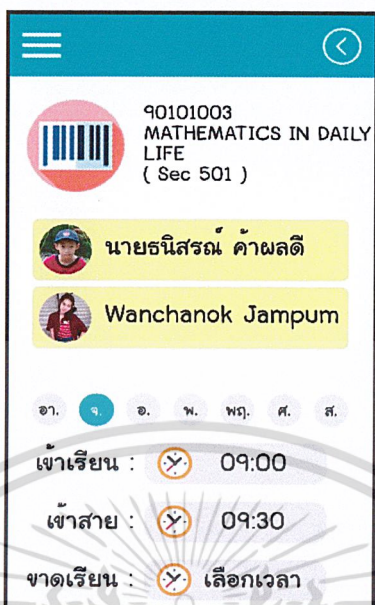 90101003
MATHEMATICS IN DAILY
LIFE
( Sec 501 )
นายธนิสรณ์ ค้าผลดี
Wanchanok Jampum
อา. จ. อ. พ. พฤ. ศ. ส.
เข้าเรียน : 09:00
เข้าสาย : 09:30
ขาดเรียน : เลือกเวลา